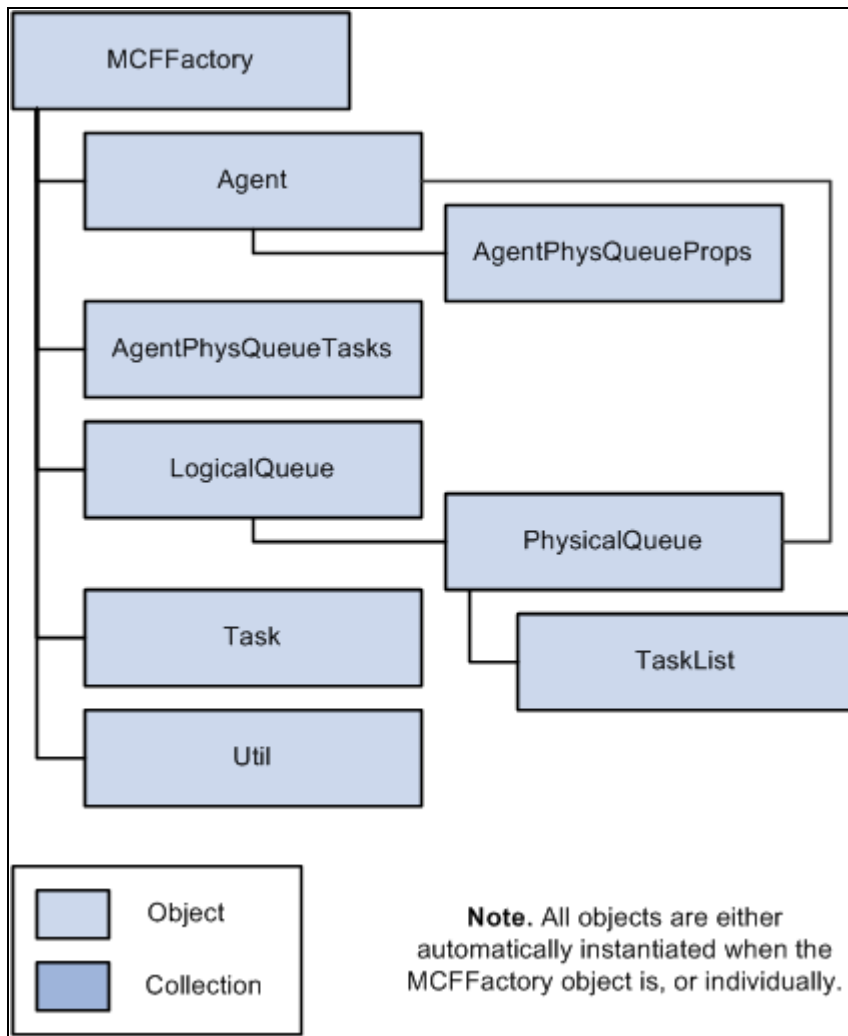 MCFFactory
Agent
AgentPhysQueueProps
AgentPhysQueueTasks
LogicalQueue
PhysicalQueue
Task
TaskList
Util
Object
Collection
Note. All objects are either
automatically instantiated when the
MCFFactory object is, or individually.